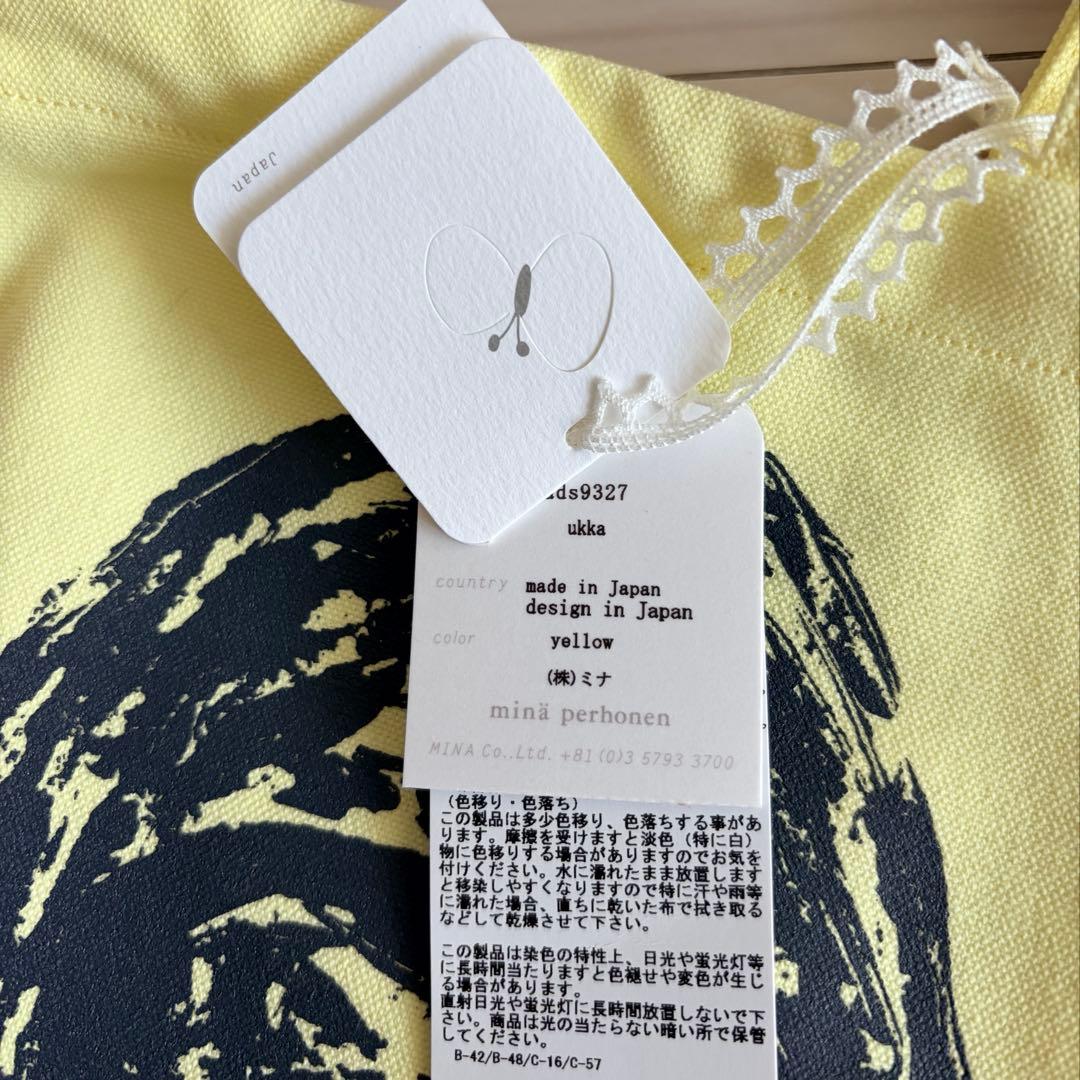 Japan
ds9327
ukka
country made in Japan
design in Japan
color yellow
(株)ミナ
minä perhonen
MINA Co.,Ltd. +81(0)3 5793 3700
(色移り・色落ち)
この製品は多少色移り、色落ちする事があ
ります。摩擦を受けますと淡色(特に白)
物に色移りする場合がありますのでお気を
付けください。水に濡れたまま放置します
と移染しやすくなりますので特に汗や雨等
に濡れた場合、直ちに乾いた布で拭き取る
などして乾燥させて下さい。
この製品は染色の特性上、日光や蛍光灯等
に長時間当たりますと色褪せや変色が生じ
る場合があります。
直射日光や蛍光灯に長時間放置しないで下
さい。商品は光の当たらない暗い所で保管
してください。
B-42/B-48/C-16/C-57